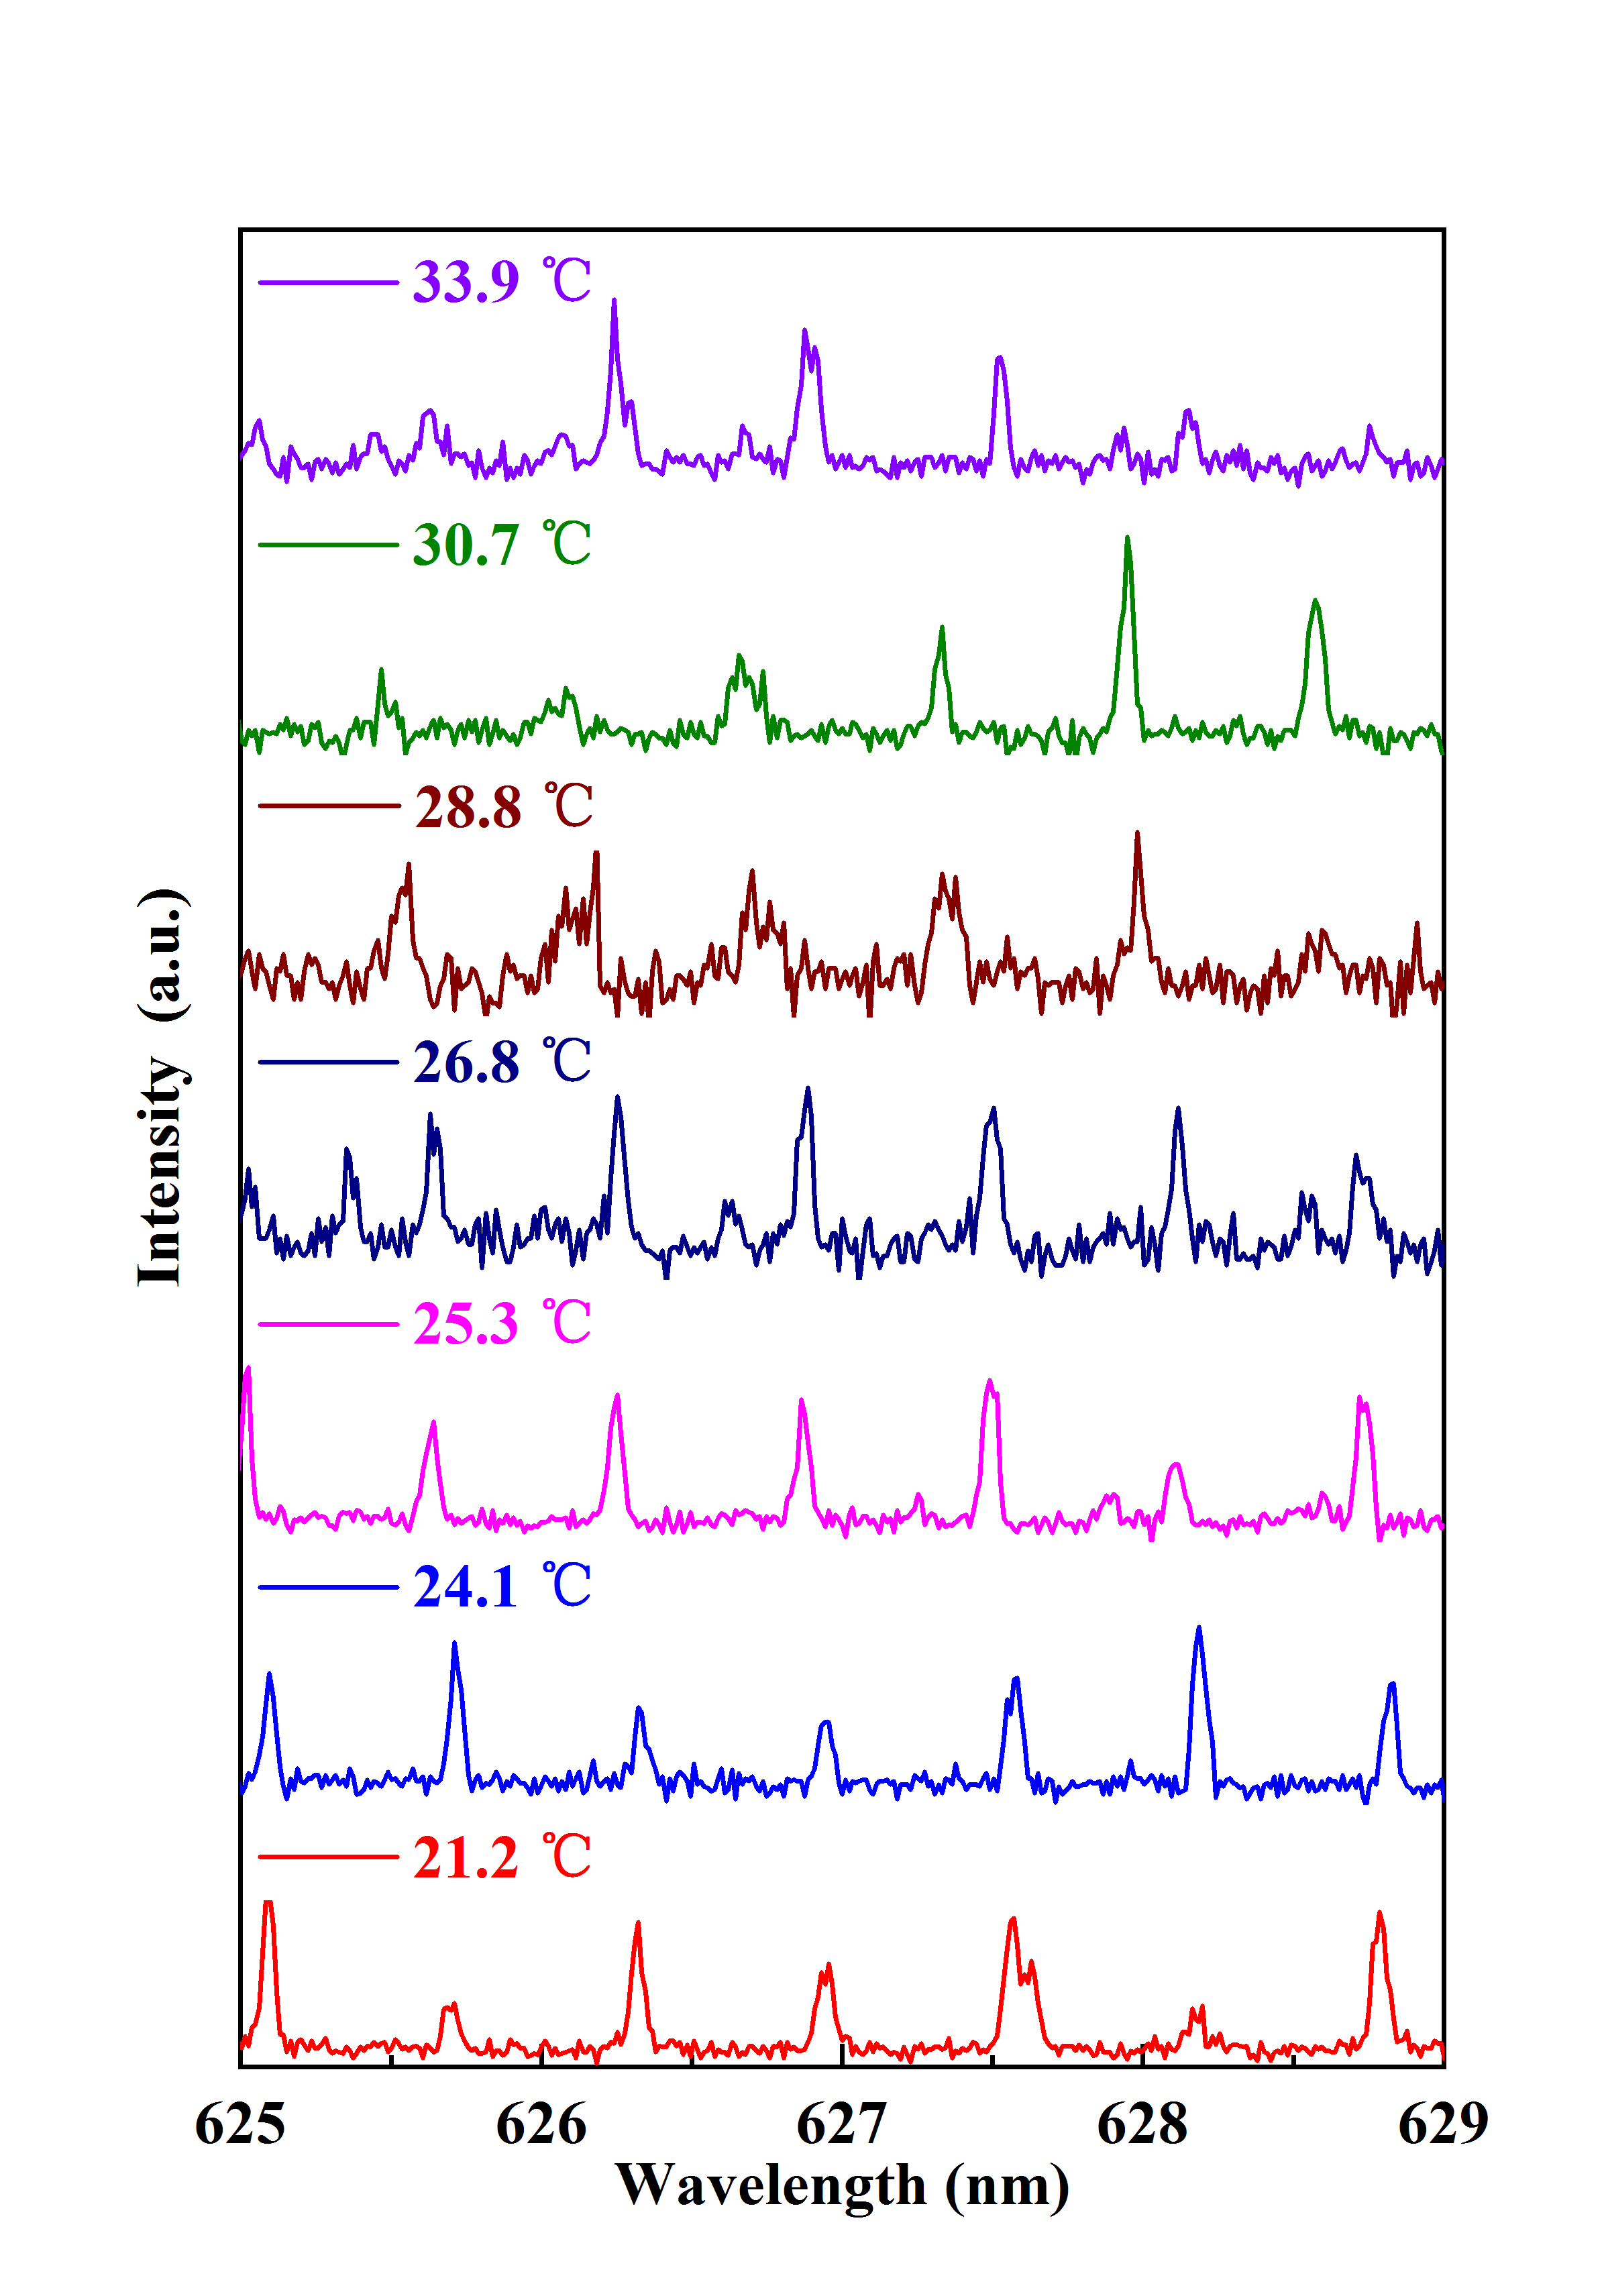 33.9 ℃
30.7 ℃
28.8 ℃
26.8 ℃
25.3 ℃
24.1 ℃
21.2 ℃
Intensity (a.u.)
625 626 627 628 629
Wavelength (nm)